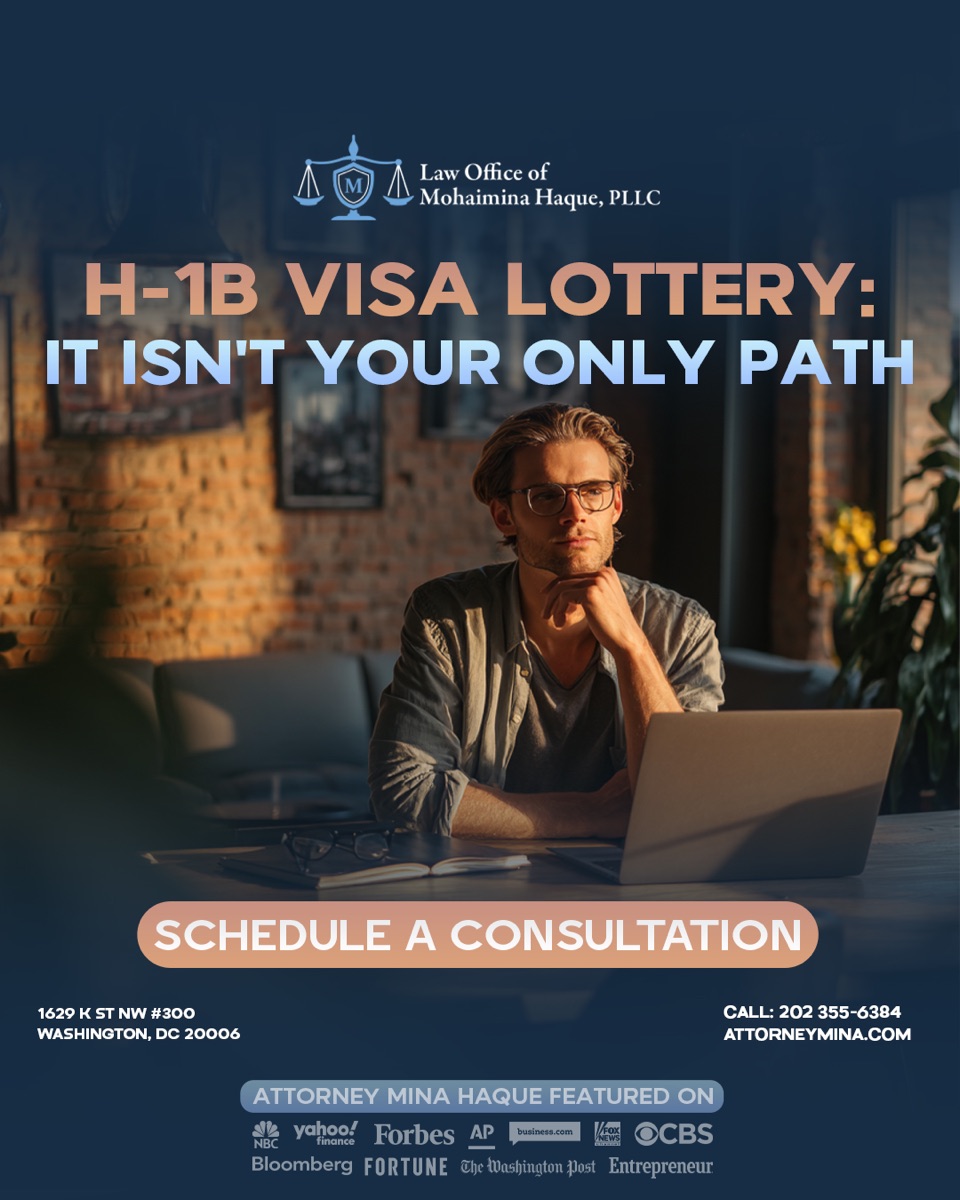 M
Law Office of
Mohaimina Haque, PLLC
H-1B VISA LOTTERY:
IT ISN'T YOUR ONLY PATH
SCHEDULE A CONSULTATION
1629 K ST NW #300
WASHINGTON, DC 20006
CALL: 202 355-6384
ATTORNEYMINA.COM
ATTORNEY MINA HAQUE FEATURED ON
NBC yahoo! finance Forbes AP business.com FOX NEWS CBS
Bloomberg FORTUNE The Washington Post Entrepreneur